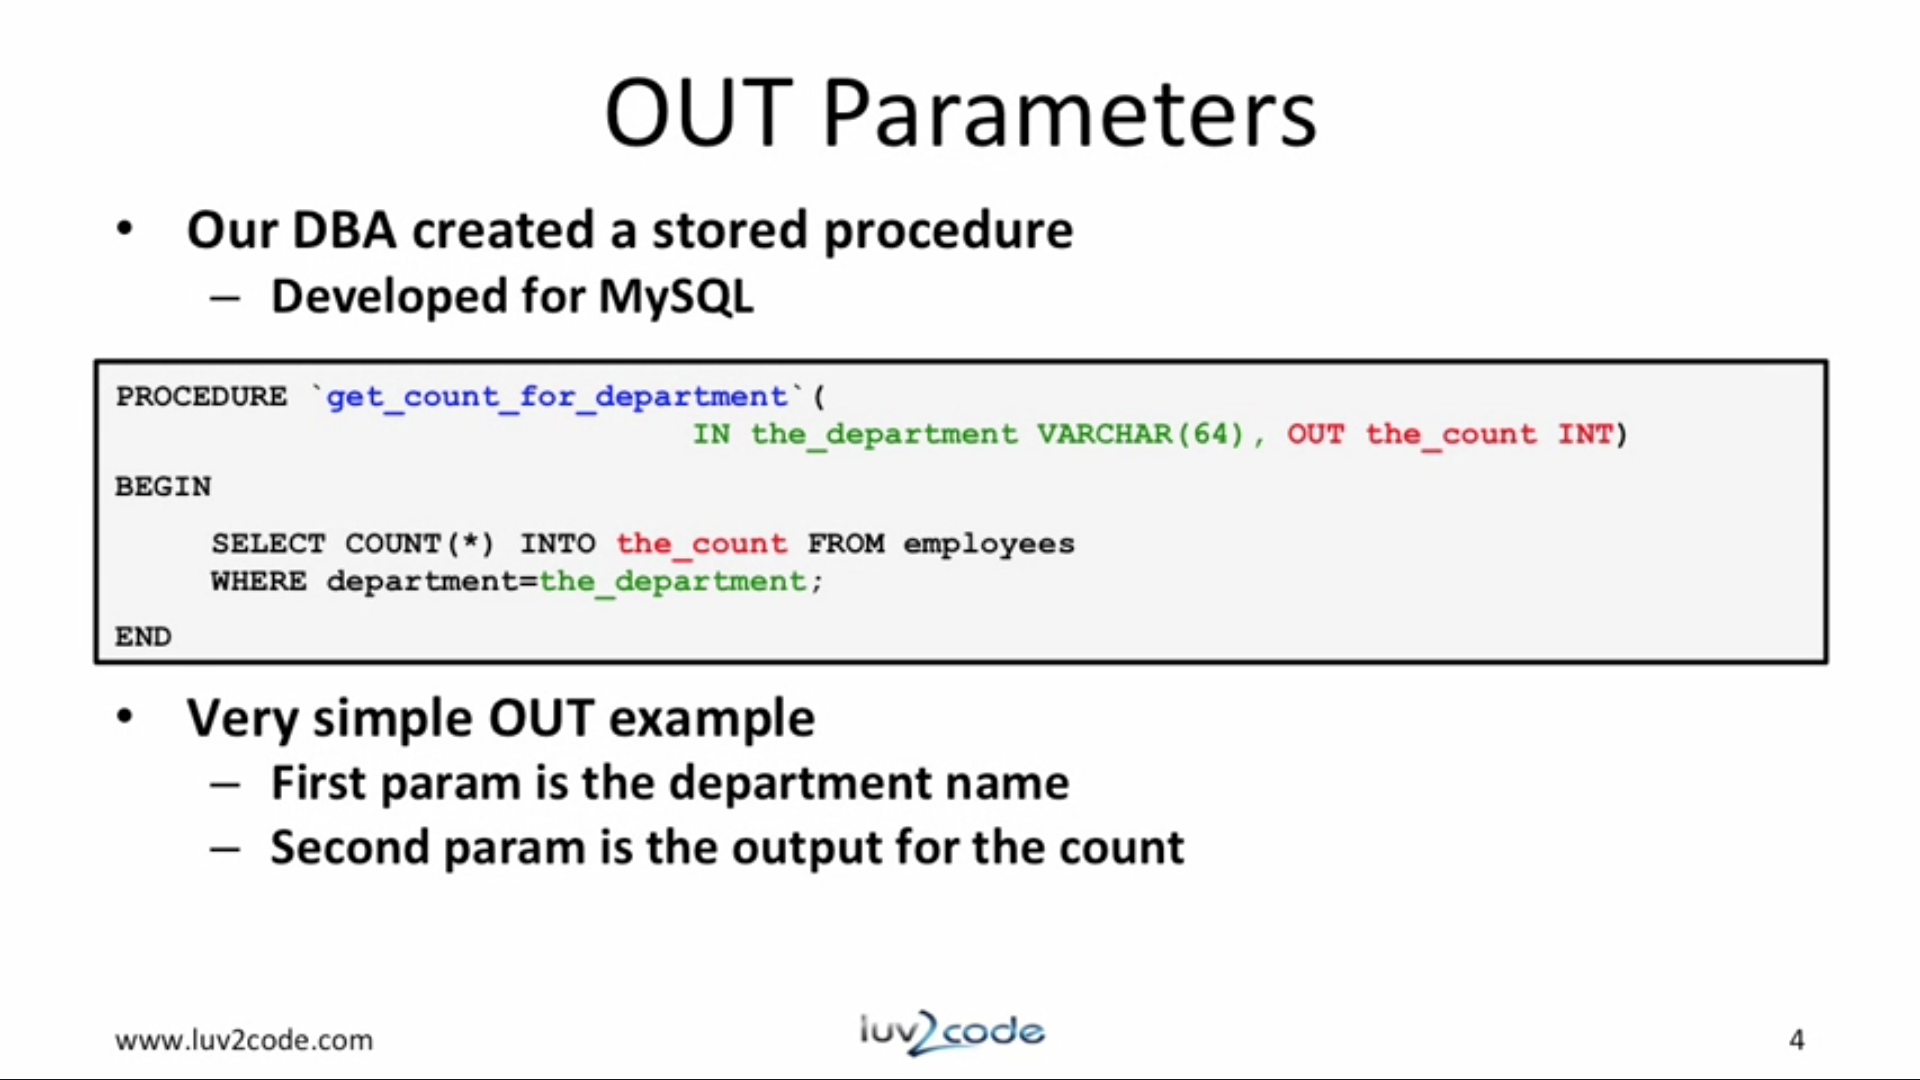 OUT Parameters
• Our DBA created a stored procedure
– Developed for MySQL
PROCEDURE `get_count_for_department`(
IN the_department VARCHAR(64), OUT the_count INT)
BEGIN
SELECT COUNT(*) INTO the_count FROM employees
WHERE department=the_department;
END
• Very simple OUT example
– First param is the department name
– Second param is the output for the count
www.luv2code.com
luv2code
4